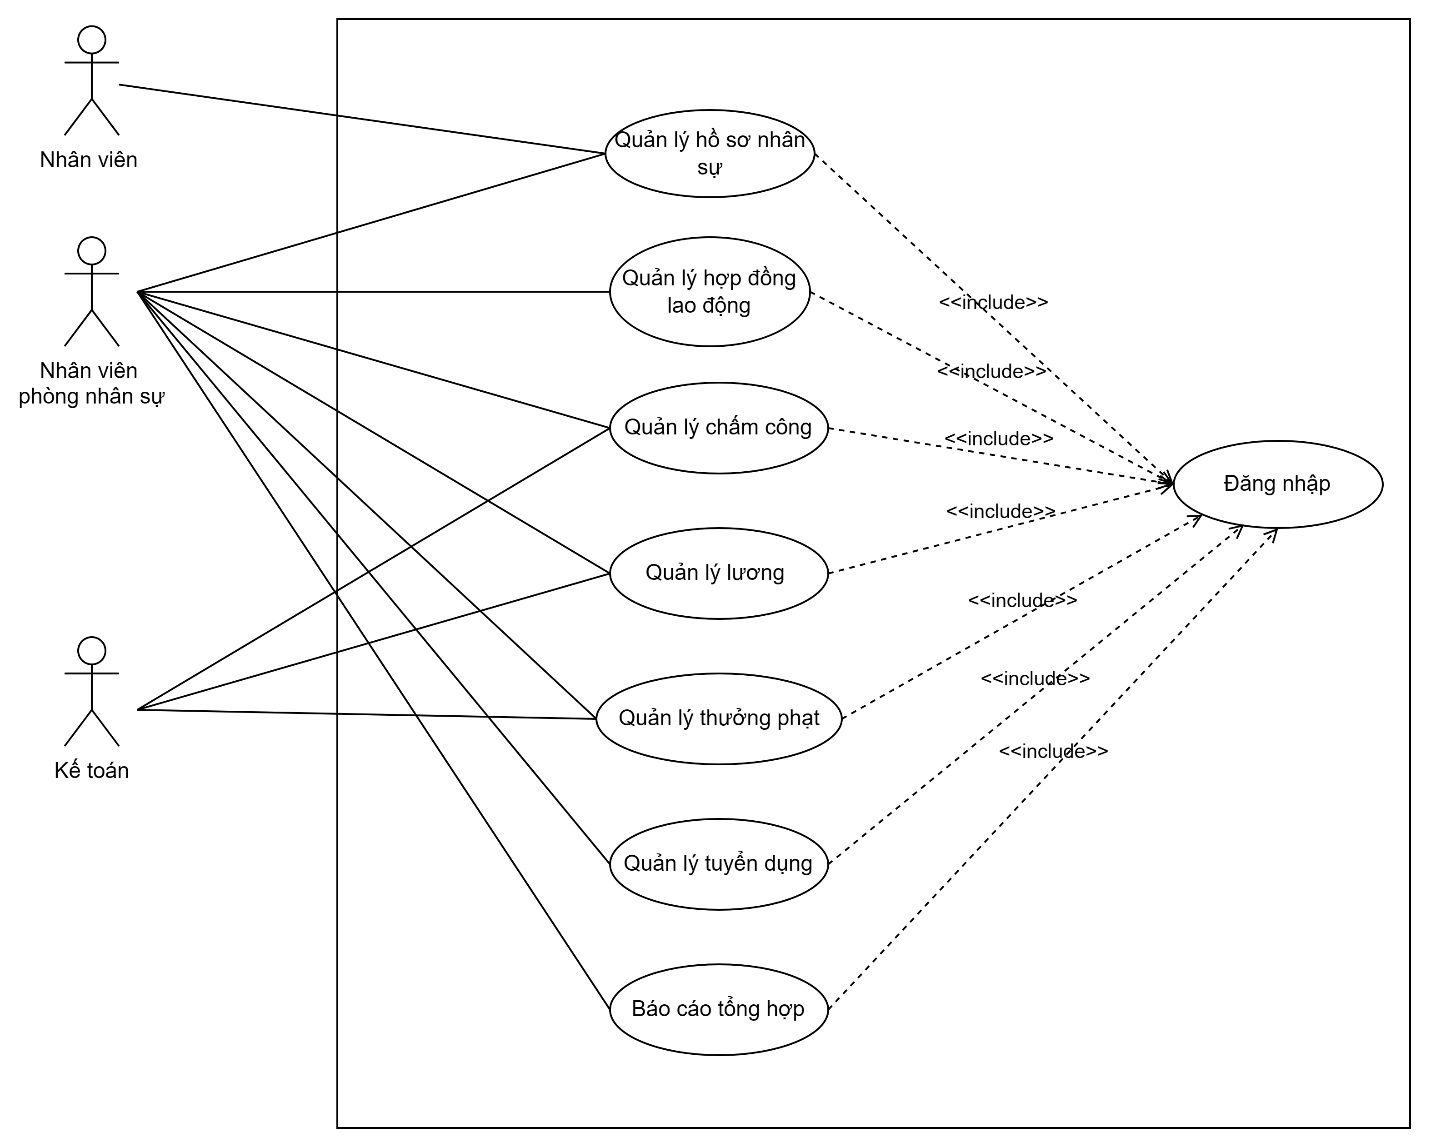 Nhân viên
Nhân viên
phòng nhân sự
Kế toán
Quản lý hồ sơ nhân
sự
Quản lý hợp đồng
lao động
Quản lý chấm công
Quản lý lương
Quản lý thưởng phạt
Quản lý tuyển dụng
Báo cáo tổng hợp
<<include>>
<<include>>
<<include>>
<<include>>
<<include>>
<<include>>
<<include>>
Đăng nhập